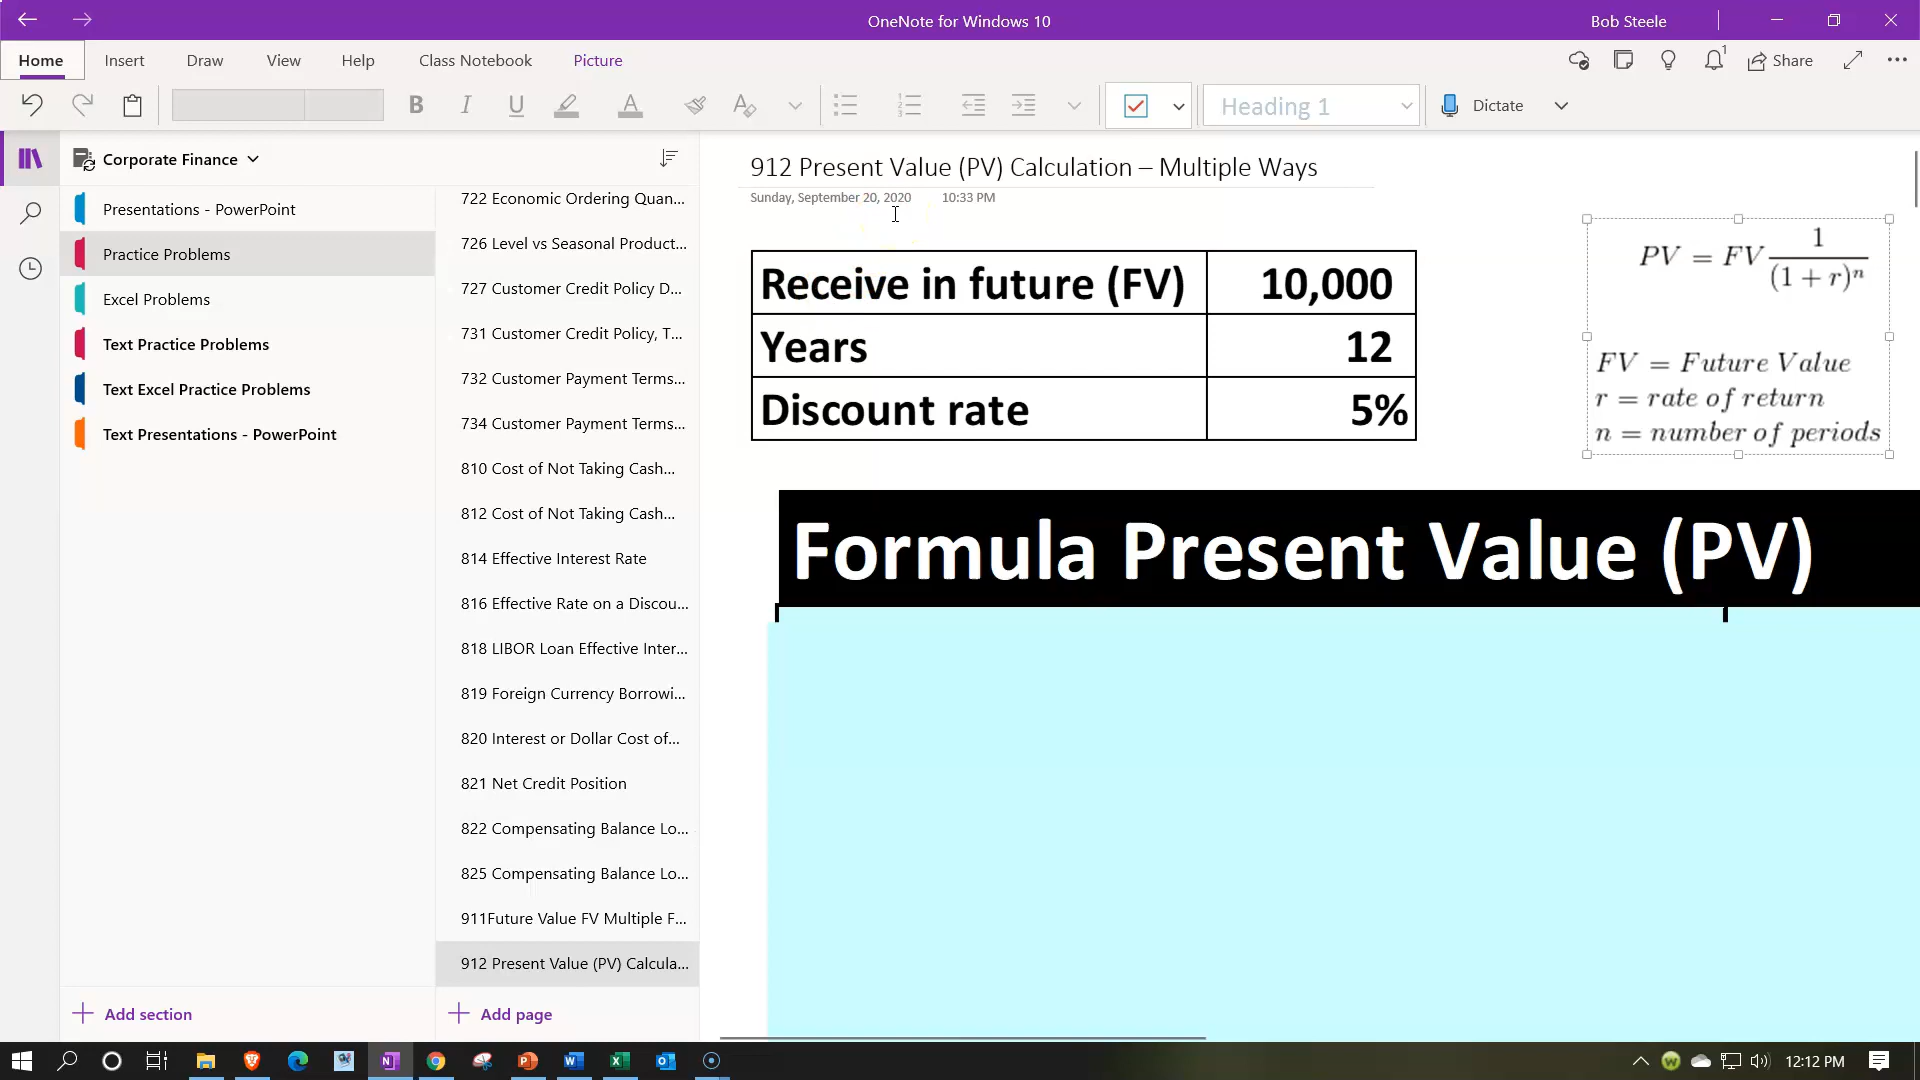 OneNote for Windows 10
Bob Steele
Home
Insert
Draw
View
Help
Class Notebook
Picture
1
Share
B
I
U
A
A
Heading 1
Dictate
Corporate Finance
Presentations - PowerPoint
Practice Problems
Excel Problems
Text Practice Problems
Text Excel Practice Problems
Text Presentations - PowerPoint
Add section
722 Economic Ordering Quan...
726 Level vs Seasonal Product...
727 Customer Credit Policy D...
731 Customer Credit Policy, T...
732 Customer Payment Terms...
734 Customer Payment Terms...
810 Cost of Not Taking Cash...
812 Cost of Not Taking Cash...
814 Effective Interest Rate
816 Effective Rate on a Discou...
818 LIBOR Loan Effective Inter...
819 Foreign Currency Borrowi...
820 Interest or Dollar Cost of...
821 Net Credit Position
822 Compensating Balance Lo...
825 Compensating Balance Lo...
911Future Value FV Multiple F...
912 Present Value (PV) Calcula...
Add page
912 Present Value (PV) Calculation – Multiple Ways
Sunday, September 20, 2020 10:33 PM
Receive in future (FV) 10,000
Years 12
Discount rate 5%
PV = FV 1/(1 + r)^n
FV = Future Value
r = rate of return
n = number of periods
Formula Present Value (PV)
12:12 PM